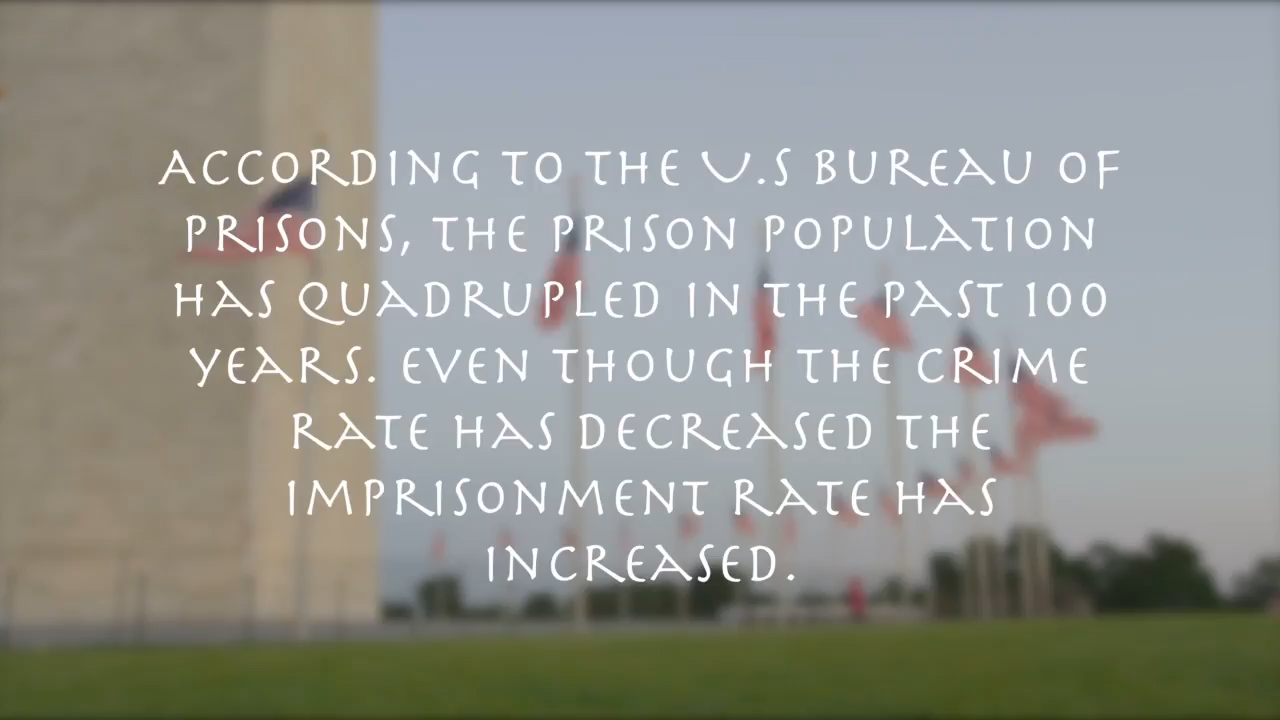 ACCORDING TO THE U.S BUREAU OF
PRISONS, THE PRISON POPULATION
HAS QUADRUPLED IN THE PAST 100
YEARS. EVEN THOUGH THE CRIME
RATE HAS DECREASED THE
IMPRISONMENT RATE HAS
INCREASED.